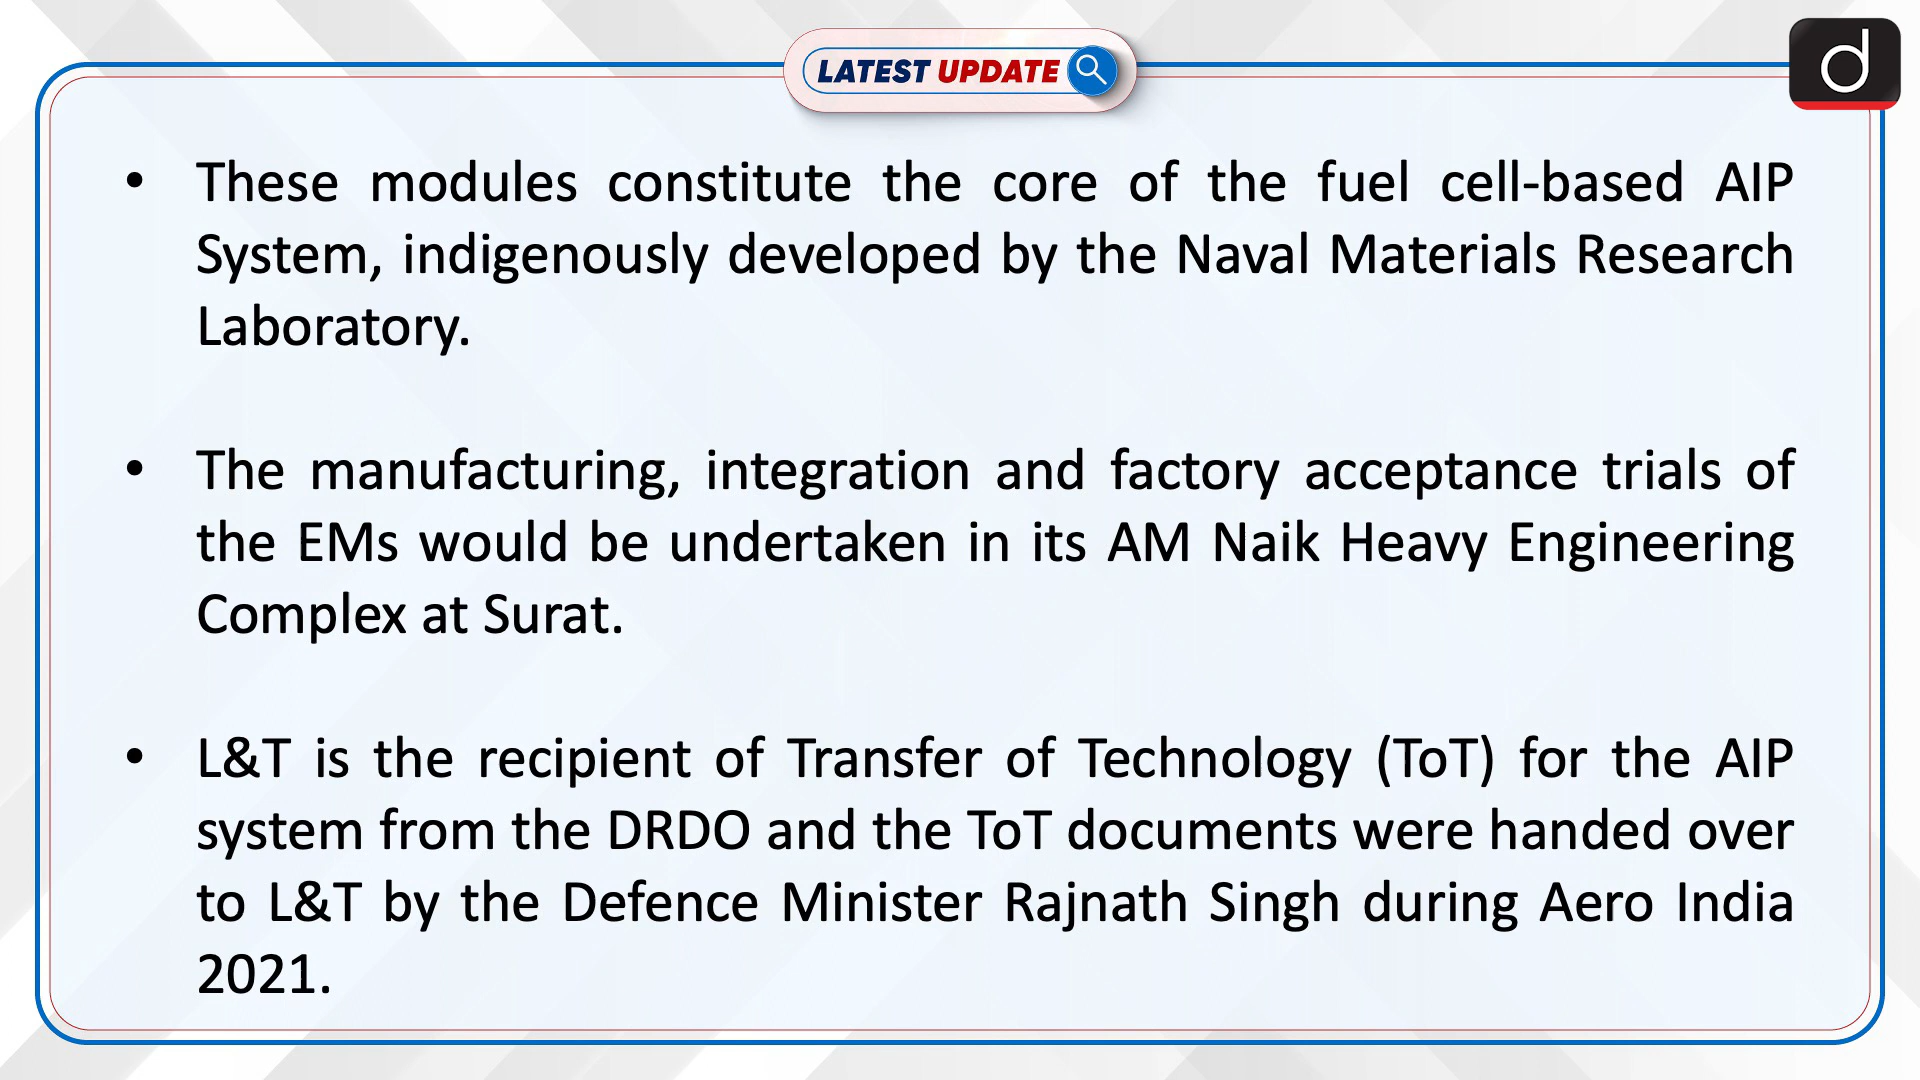 LATEST UPDATE
d
• These modules constitute the core of the fuel cell-based AIP
System, indigenously developed by the Naval Materials Research
Laboratory.
• The manufacturing, integration and factory acceptance trials of
the EMs would be undertaken in its AM Naik Heavy Engineering
Complex at Surat.
• L&T is the recipient of Transfer of Technology (ToT) for the AIP
system from the DRDO and the ToT documents were handed over
to L&T by the Defence Minister Rajnath Singh during Aero India
2021.